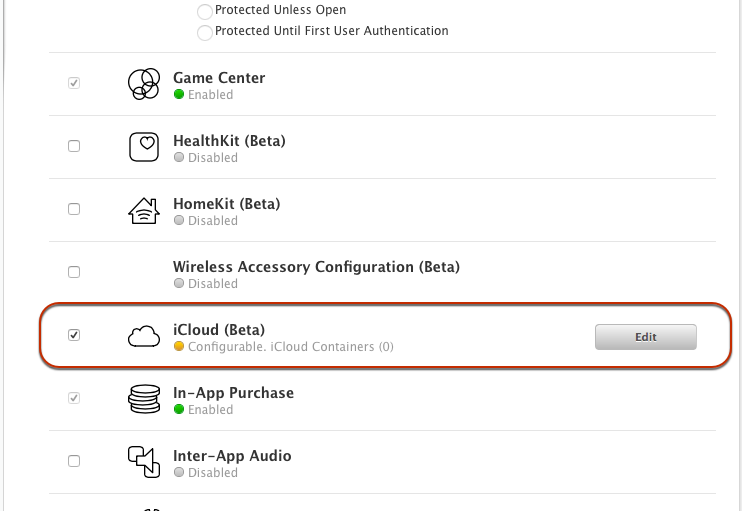 Protected Unless Open
Protected Until First User Authentication
Game Center
Enabled
HealthKit (Beta)
Disabled
HomeKit (Beta)
Disabled
Wireless Accessory Configuration (Beta)
Disabled
iCloud (Beta)
Configurable. iCloud Containers (0)
Edit
In-App Purchase
Enabled
Inter-App Audio
Disabled